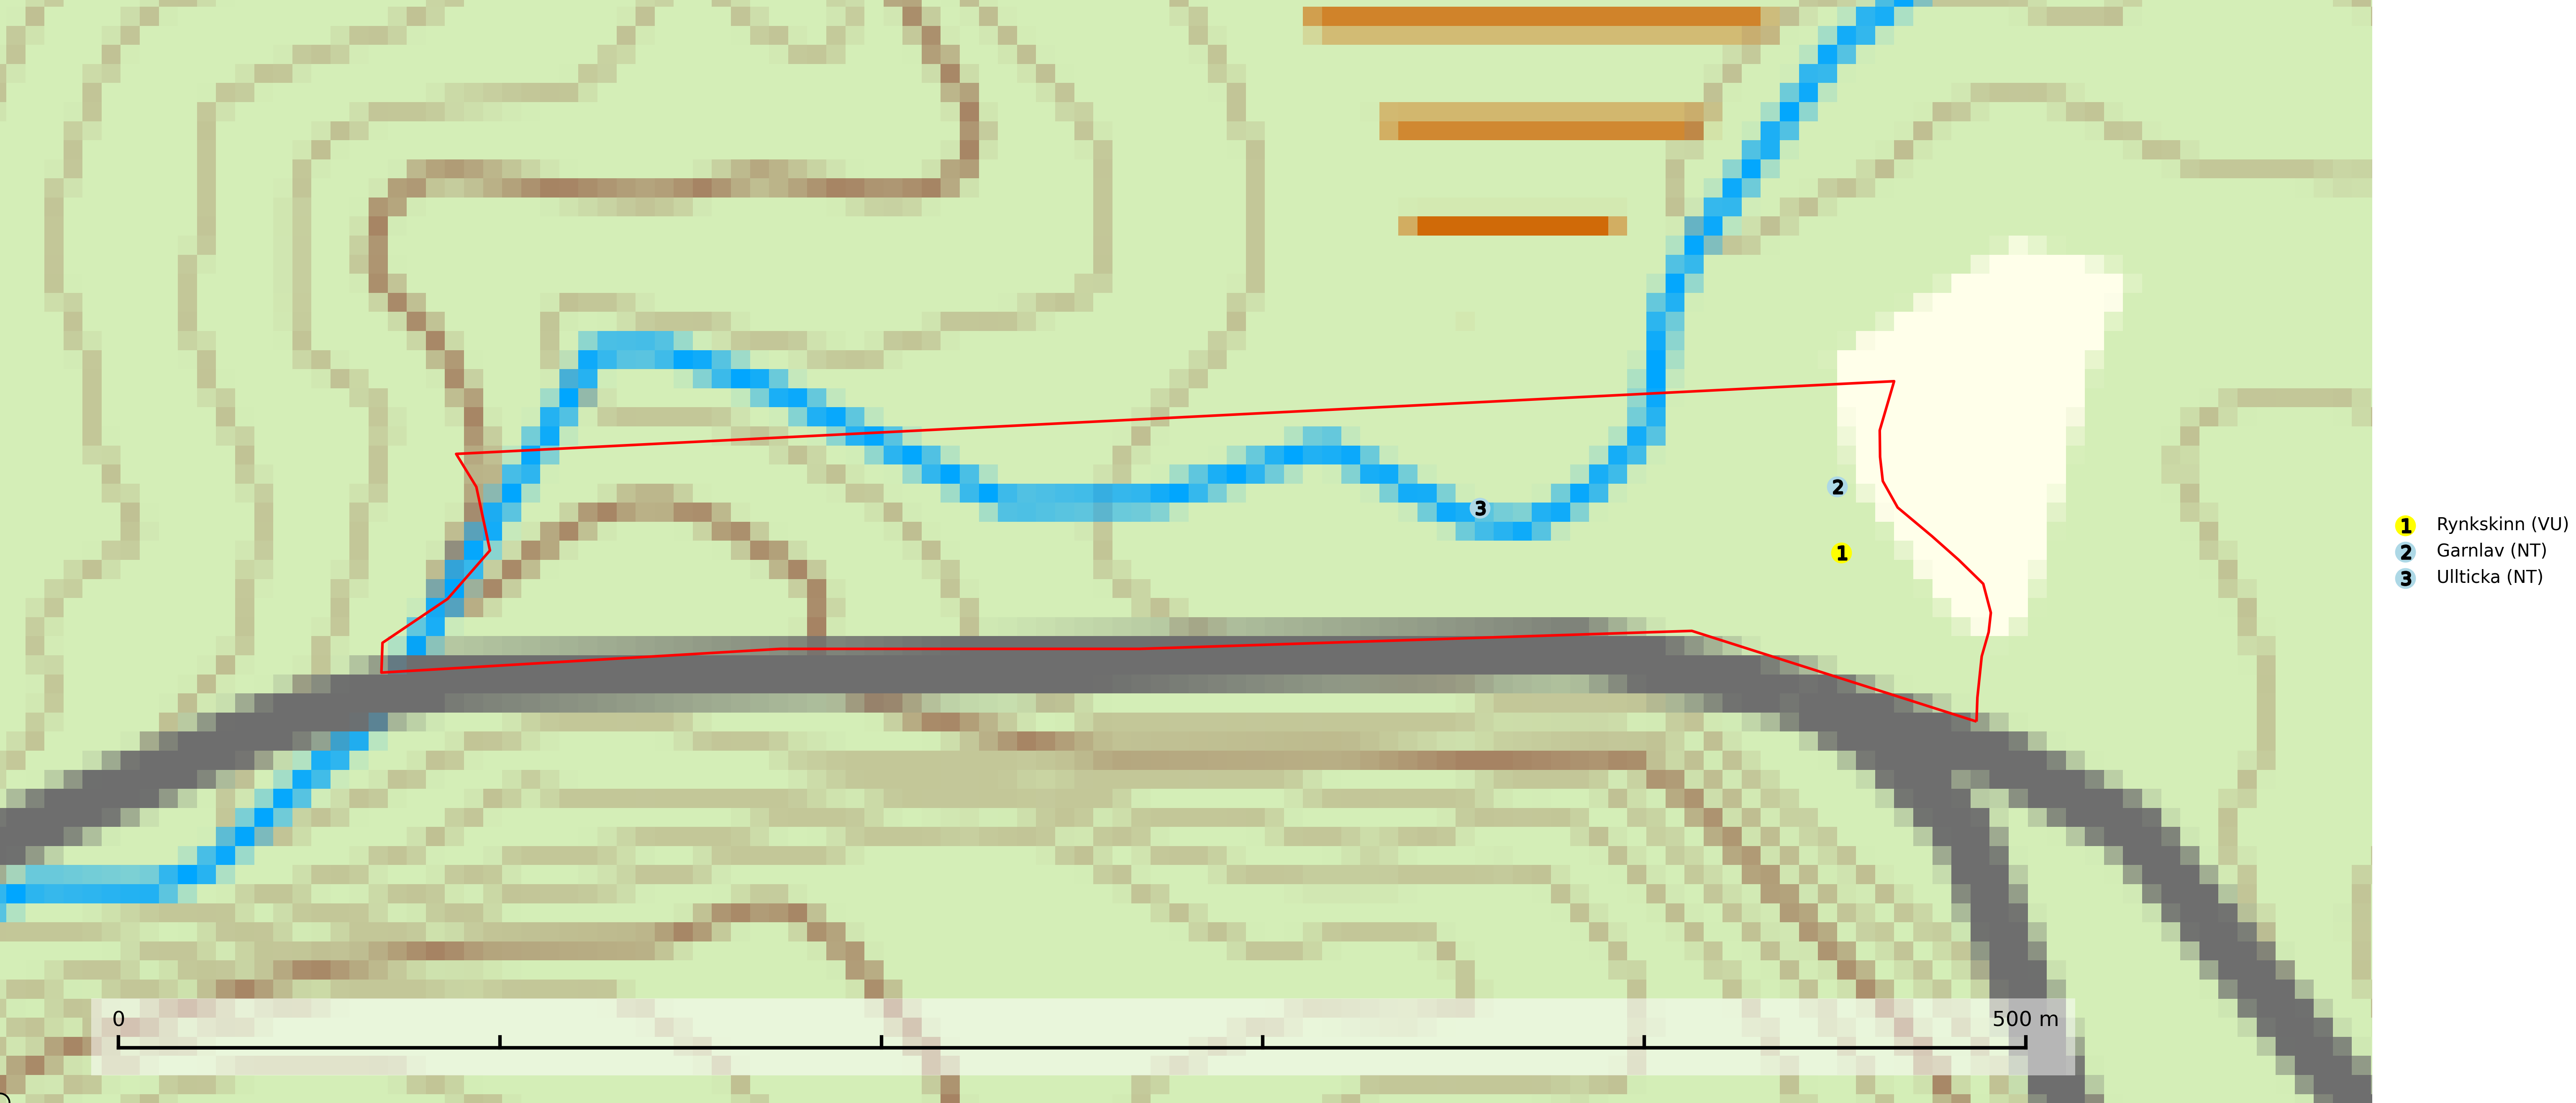 3
2
1
1 Rynkskinn (VU)
2 Garnlav (NT)
3 Ullticka (NT)
0 500 m